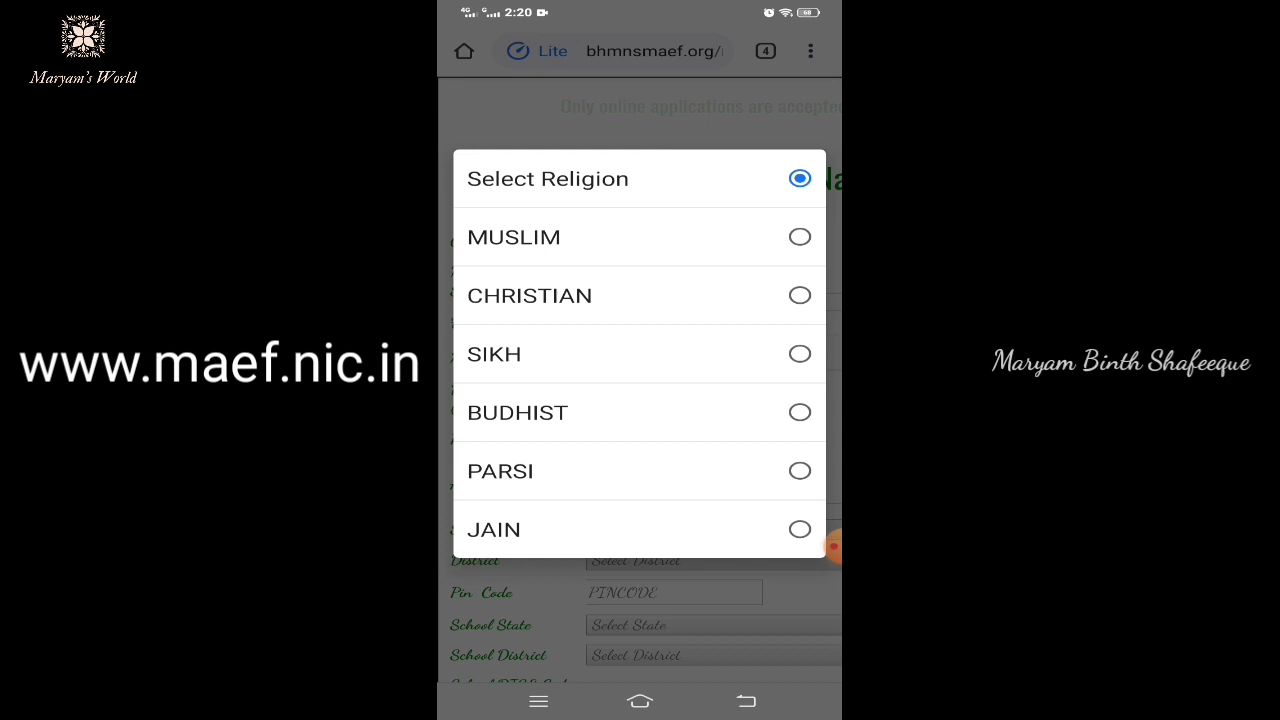 Maryam's World
www.maef.nic.in
4G G 2:20 68
Lite bhmnsmaef.org/
4
Only online applications are accepted
Select Religion
MUSLIM
CHRISTIAN
SIKH
BUDHIST
PARSI
JAIN
District Select District
Pin Code PINCODE
School State Select State
School District Select District
Maryam Binth Shafeeque